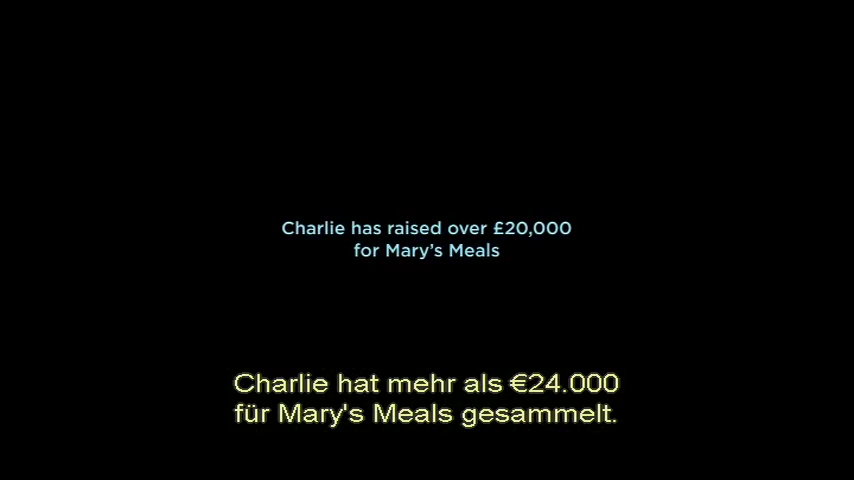 Charlie has raised over £20,000
for Mary’s Meals
Charlie hat mehr als €24.000
für Mary's Meals gesammelt.